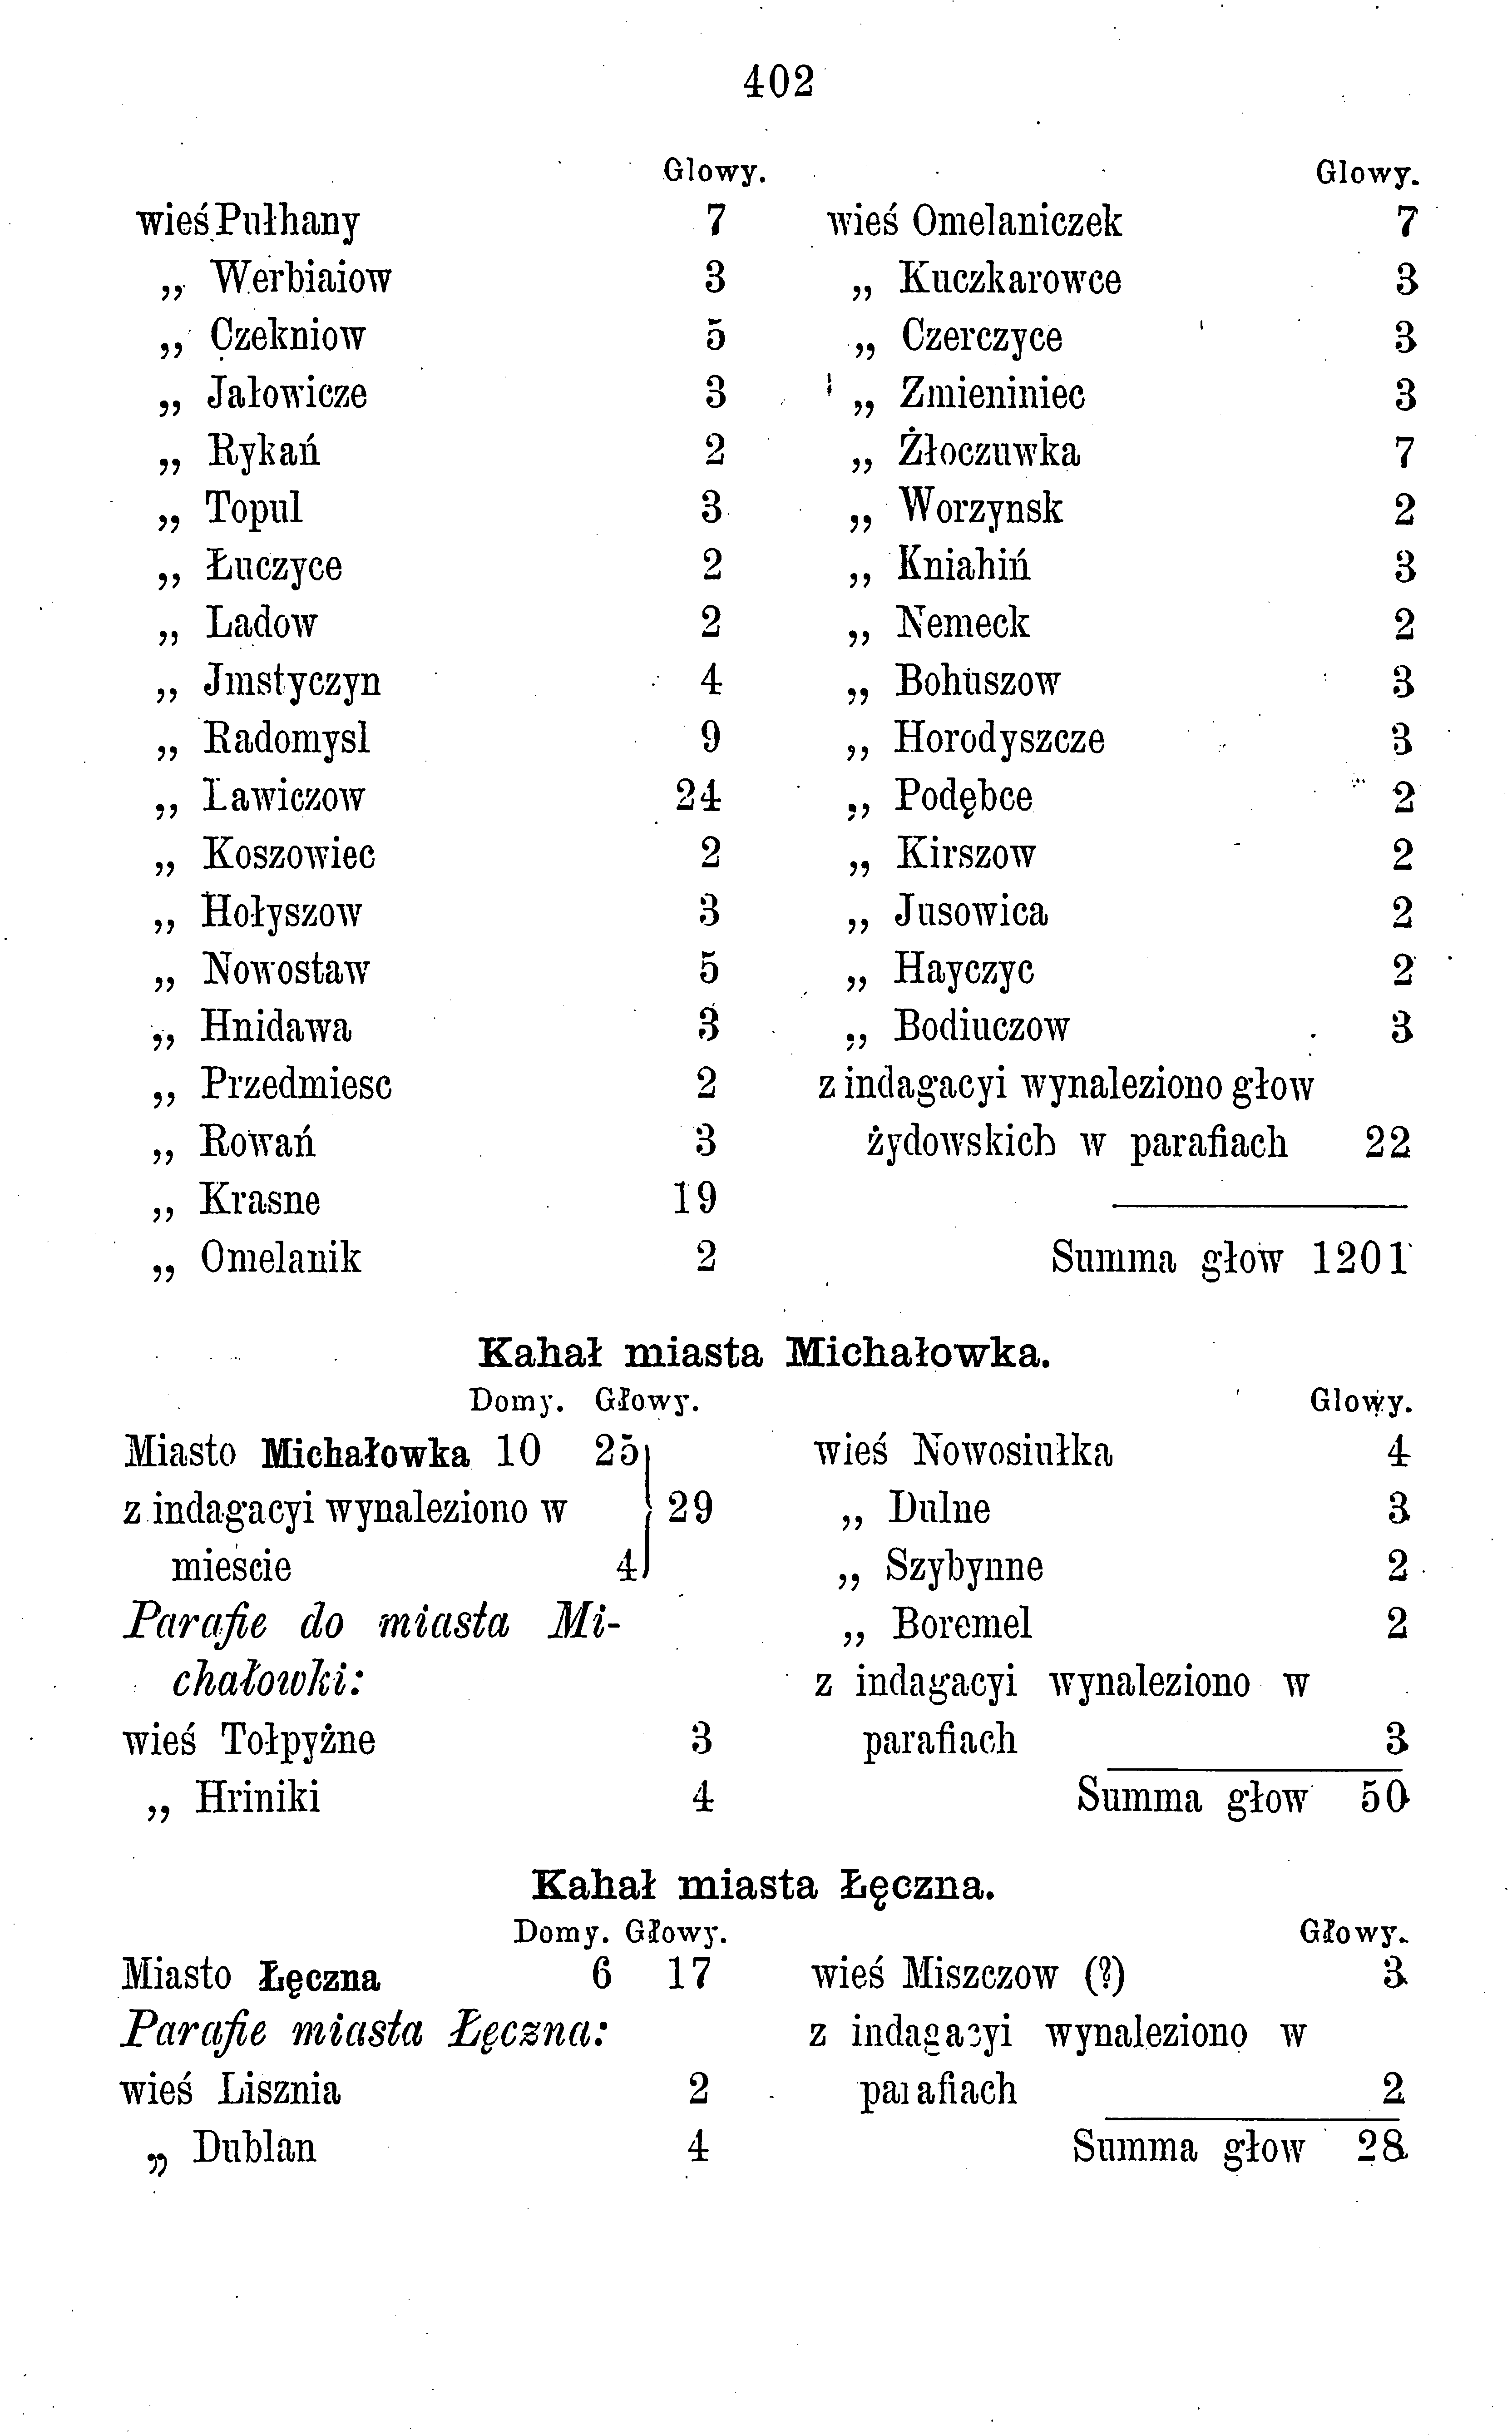 402
Glowy.
wieś Pułhany 7
„ Werbiaiow 3
„ Czekniow 5
„ Jałowicze 3
„ Rykań 2
„ Topul 3
„ Łuczyce 2
„ Ladow 2
„ Jmstyczyn 4
„ Radomysl 9
„ Lawiczow 24
„ Koszowiec 2
„ Hołyszow 3
„ Nowostaw 5
„ Hnidawa 3
„ Przedmiesc 2
„ Rowań 3
„ Krasne 19
„ Omelanik 2
Glowy.
wieś Omelaniczek 7
„ Kuczkarowce 3
„ Czerczyce 3
„ Zmieniniec 3
„ Żłoczuwka 7
„ Worzynsk 2
„ Kniahiń 3
„ Nemeck 2
„ Bohuszow 3
„ Horodyszcze 3
„ Podębce 2
„ Kirszow 2
„ Jusowica 2
„ Hayczyc 2
„ Bodiuczow 3
z indagacyi wynaleziono głow
żydowskich w parafiach 22
Summa głow 1201
Kahał miasta Michałowka.
Domy. Głowy.
Miasto Michałowka 10 25
z indagacyi wynaleziono w } 29
mieście 4
Parafie do miasta Mi-
chałowki:
wieś Tołpyżne 3
„ Hriniki 4
Glowy.
wieś Nowosiułka 4
„ Dulne 3
„ Szybynne 2
„ Boremel 2
z indagacyi wynaleziono w
parafiach 3
Summa głow 50
Kahał miasta Łęczna.
Domy. Głowy.
Miasto Łęczna 6 17
Parafie miasta Łęczna:
wieś Lisznia 2
„ Dublan 4
Głowy.
wieś Miszczow (?) 3
z indagacyi wynaleziono w
parafiach 2
Summa głow 28